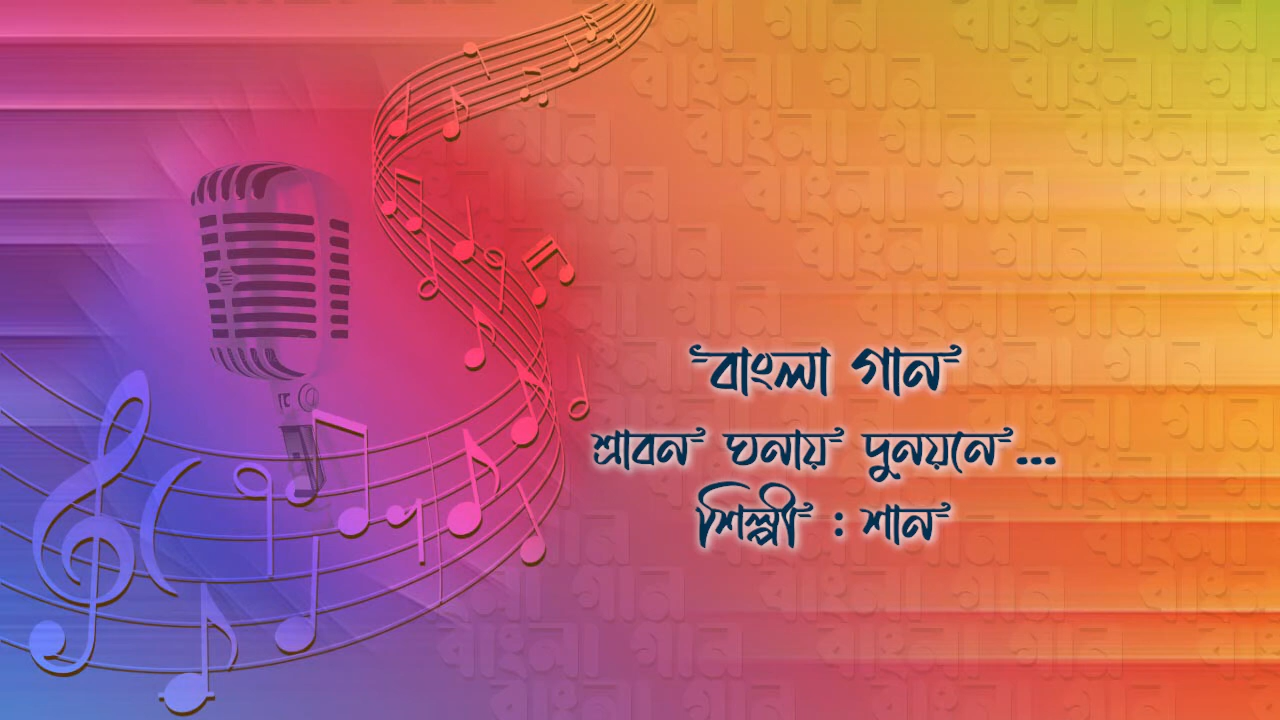 বাংলা গান
শ্রাবন ঘনায় দুনয়নে ...
শিল্পী : শান